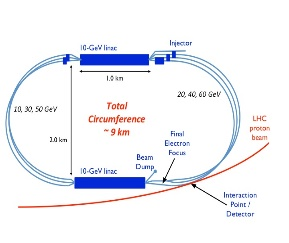 10-GeV linac
Injector
1.0 km
10, 30, 50 GeV
20, 40, 60 GeV
Total
Circumference
~ 9 km
LHC
proton
beam
2.0 km
Final
Electron
Focus
10-GeV linac
Beam
Dump
Interaction
Point /
Detector